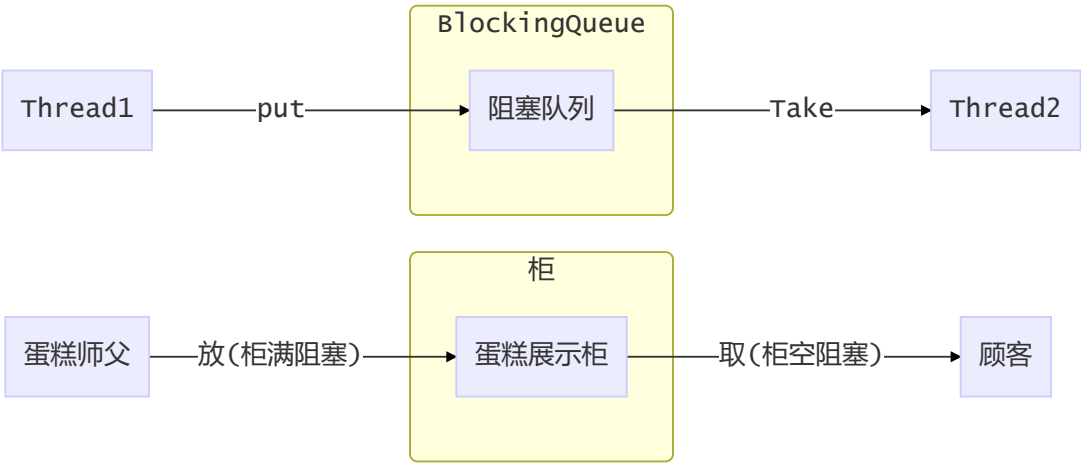 BlockingQueue
Thread1
put
阻塞队列
Take
Thread2
柜
蛋糕师父
放(柜满阻塞)
蛋糕展示柜
取(柜空阻塞)
顾客